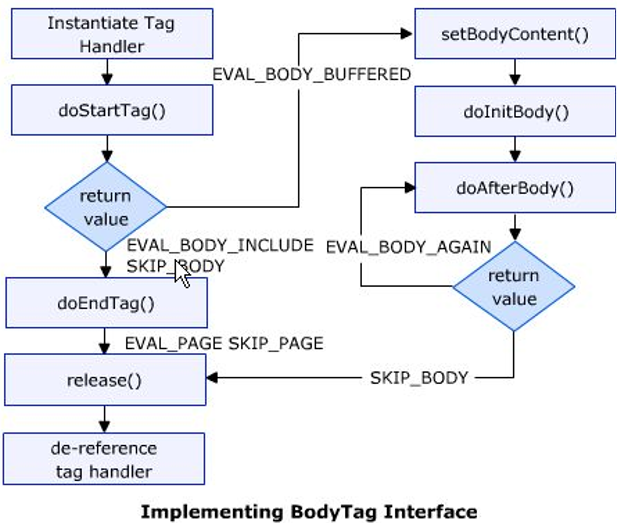 Instantiate Tag
Handler
doStartTag()
return
value
EVAL_BODY_BUFFERED
setBodyContent()
doInitBody()
doAfterBody()
EVAL_BODY_AGAIN
return
value
EVAL_BODY_INCLUDE
SKIP_BODY
doEndTag()
EVAL_PAGE SKIP_PAGE
release()
SKIP_BODY
de-reference
tag handler
Implementing BodyTag Interface